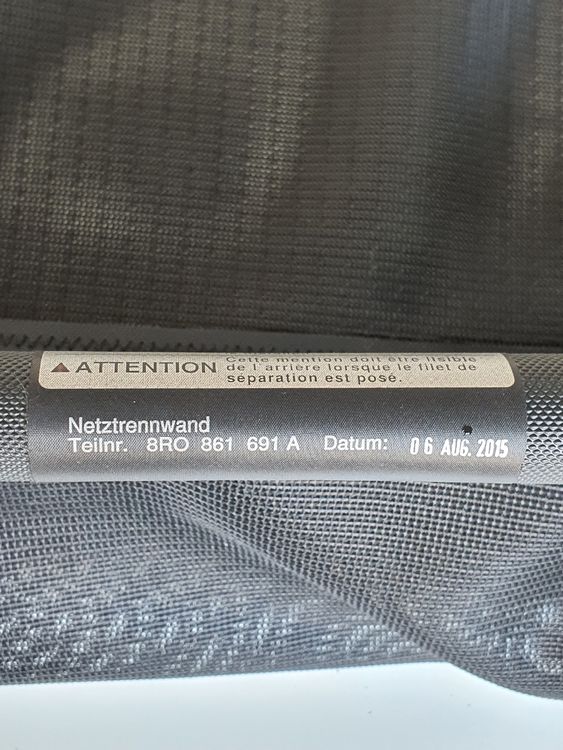 ▲ATTENTION
Cette mention doit être lisible
de l'arriere lorsque le filet de
séparation est posé.
Netztrennwand
Teilnr. 8RO 861 691 A Datum: 06 AUG. 2015